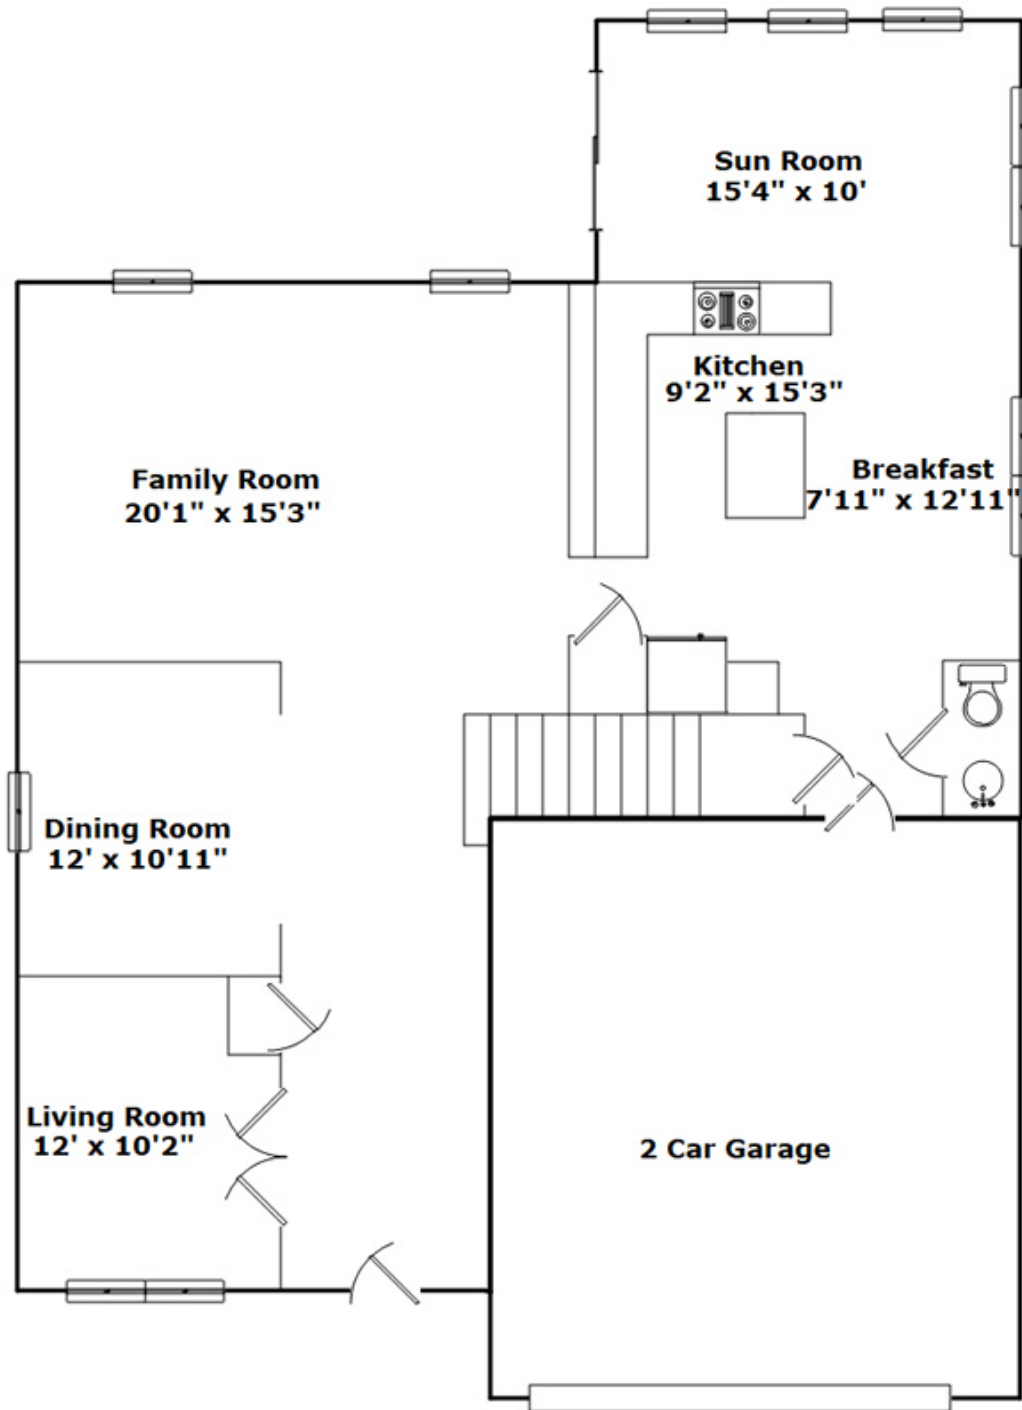 Sun Room
15'4" x 10'
Kitchen
9'2" x 15'3"
Breakfast
7'11" x 12'11"
Family Room
20'1" x 15'3"
Dining Room
12' x 10'11"
Living Room
12' x 10'2"
2 Car Garage